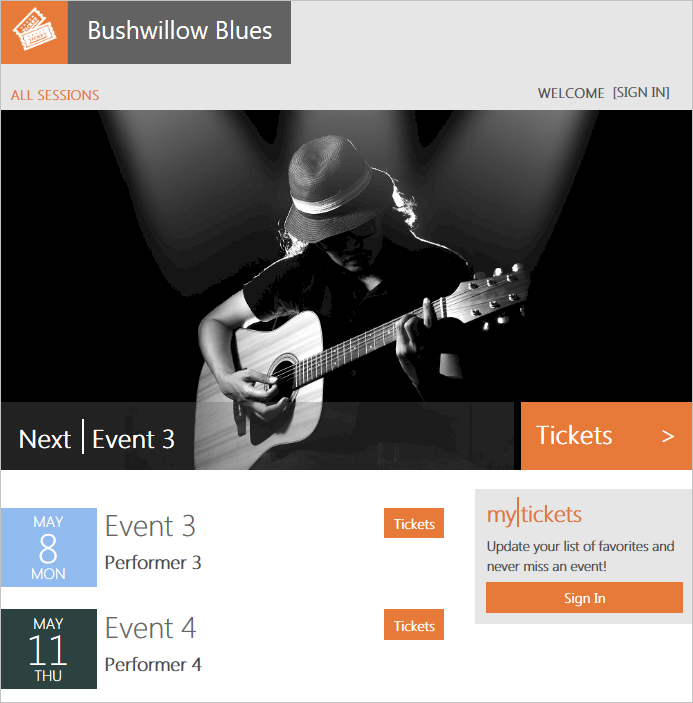 Bushwillow Blues
ALL SESSIONS
WELCOME [SIGN IN]
Next | Event 3
Tickets >
MAY
8
MON
Event 3
Performer 3
Tickets
MAY
11
THU
Event 4
Performer 4
Tickets
my|tickets
Update your list of favorites and
never miss an event!
Sign In